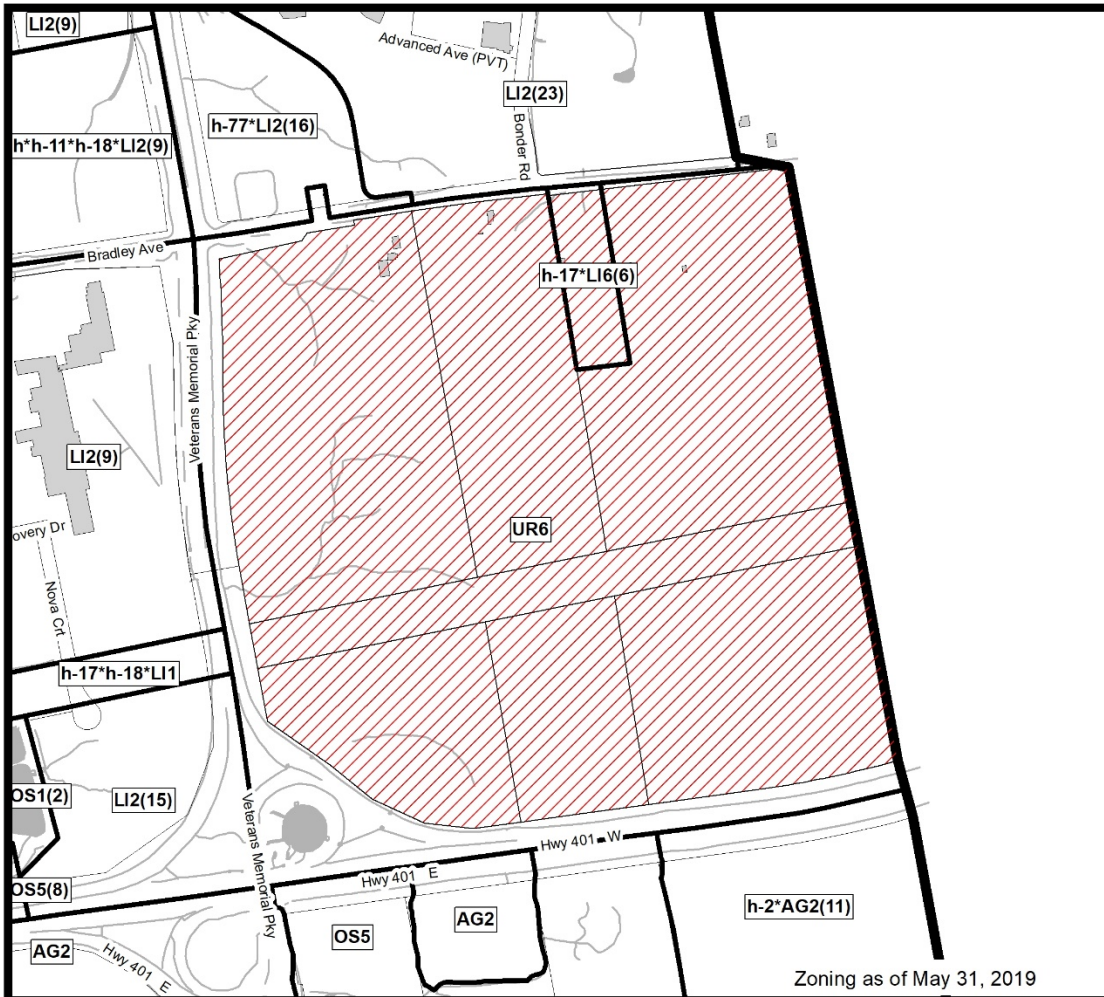 LI2(9)
Advanced Ave (PVT)
LI2(23)
h-77*LI2(16)
h*h-11*h-18*LI2(9)
Bonder Rd
Bradley Ave
h-17*LI6(6)
Veterans Memorial Pky
LI2(9)
UR6
overy Dr
Nova Crt
h-17*h-18*LI1
OS1(2)
LI2(15)
Veterans Memorial Pky
Hwy 401 W
Hwy 401 E
OS5(8)
AG2
h-2*AG2(11)
OS5
AG2
Hwy 401 E
Zoning as of May 31, 2019